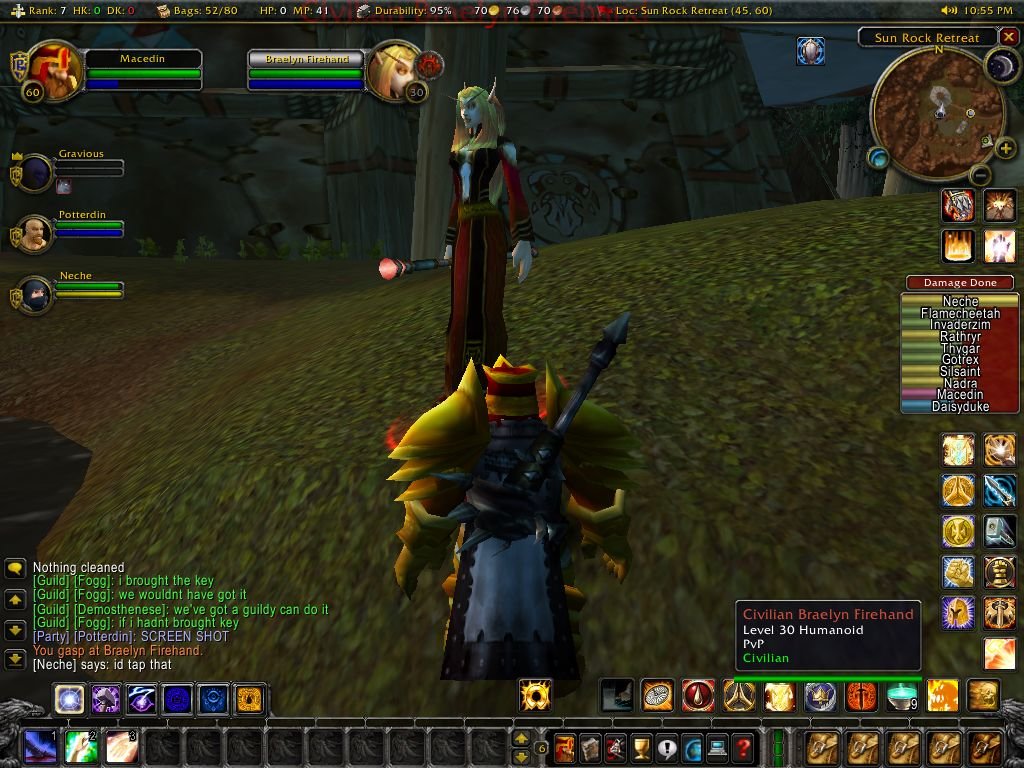 Rank: 7 HK: 0 DK: 0 Bags: 52/80 HP: 0 MP: 41 Durability: 95% 70 76 70 Loc: Sun Rock Retreat (45, 60) 10:55 PM
Sun Rock Retreat
N
Macedin
60
Braelyn Firehand
30
Gravious
Potterdin
Neche
Damage Done
Neche
Flamecheetah
Invaderzim
Rathryr
Thygar
Gotrex
Silsaint
Nadra
Macedin
Daisyduke
Nothing cleaned
[Guild] [Fogg]: i brought the key
[Guild] [Fogg]: we wouldnt have got it
[Guild] [Demosthenese]: we've got a guildy can do it
[Guild] [Fogg]: if i hadnt brought key
[Party] [Potterdin]: SCREEN SHOT
You gasp at Braelyn Firehand.
[Neche] says: id tap that
Civilian Braelyn Firehand
Level 30 Humanoid
PvP
Civilian
9
1 2 3
6